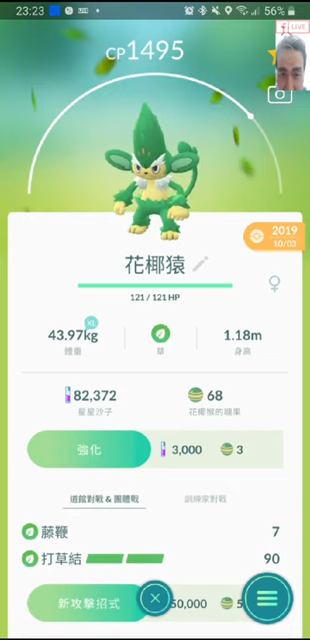 23:23
56%
LIVE
CP1495
2019
10/03
花椰猿
121 / 121 HP
XL
43.97kg
體重
草
1.18m
身高
82,372
星星沙子
68
花椰猴的糖果
強化
3,000
3
道館對戰 & 團體戰
訓練家對戰
藤鞭
7
打草結
90
新攻擊招式
50,000
5